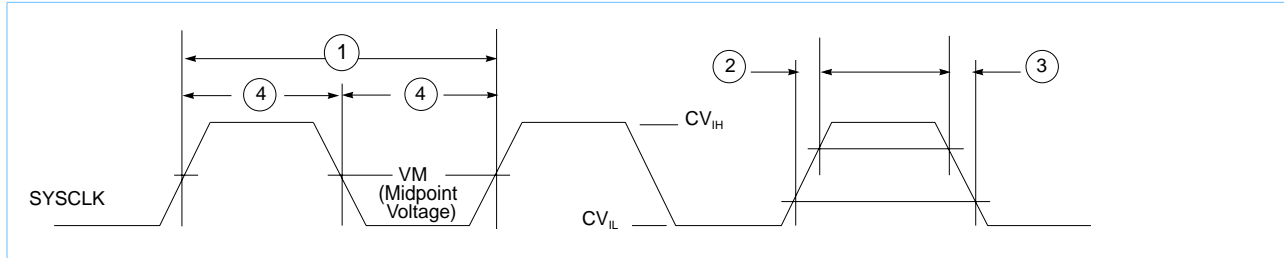 1
2
3
4
4
CV_IH
VM
(Midpoint
Voltage)
SYSCLK
CV_IL